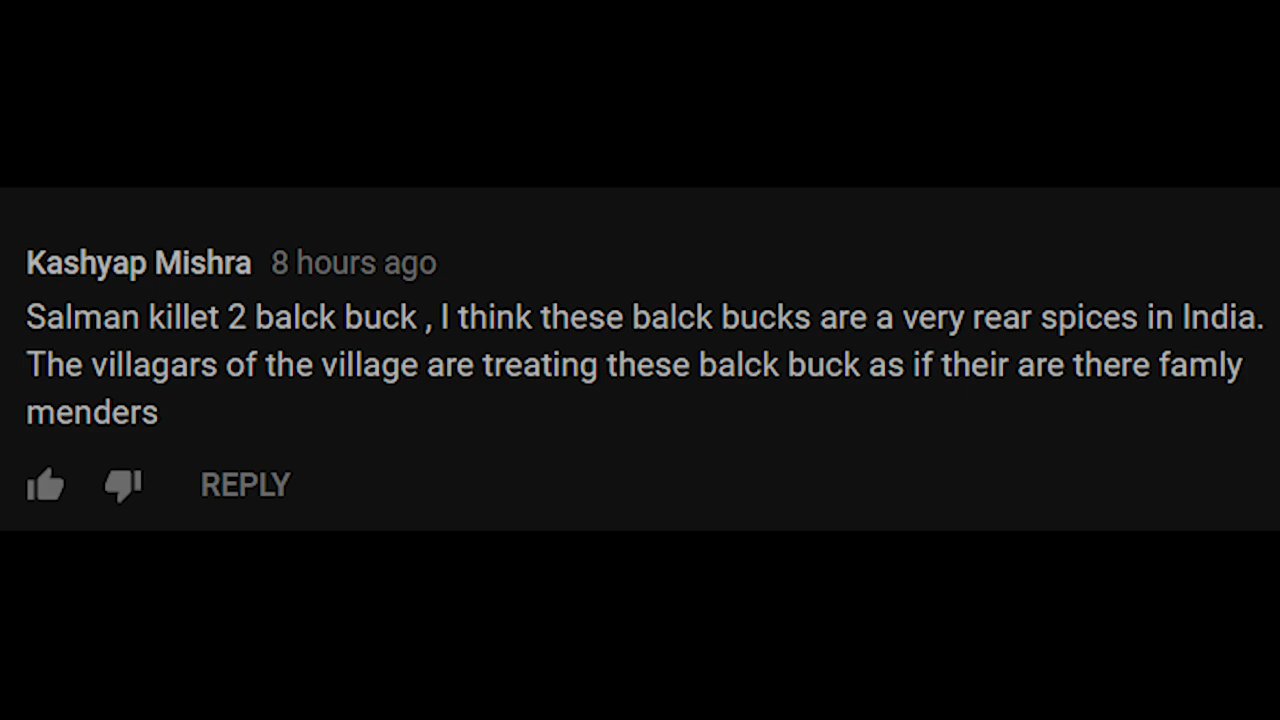 Kashyap Mishra 8 hours ago
Salman killet 2 balck buck , I think these balck bucks are a very rear spices in India.
The villagars of the village are treating these balck buck as if their are there famly
menders
REPLY